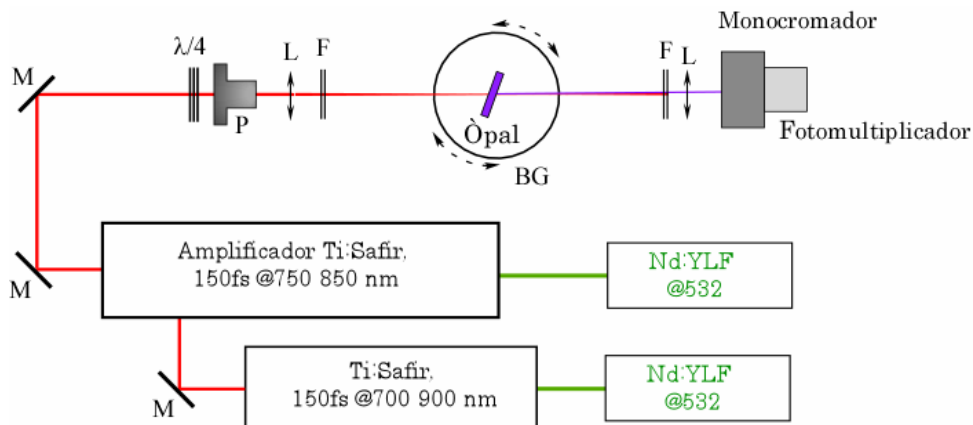 Monocromador
λ/4
L
F
F
L
M
P
Òpal
Fotomultiplicador
BG
Amplificador Ti:Safir,
150fs @750 850 nm
Nd:YLF
@532
M
Ti:Safir,
150fs @700 900 nm
Nd:YLF
@532
M